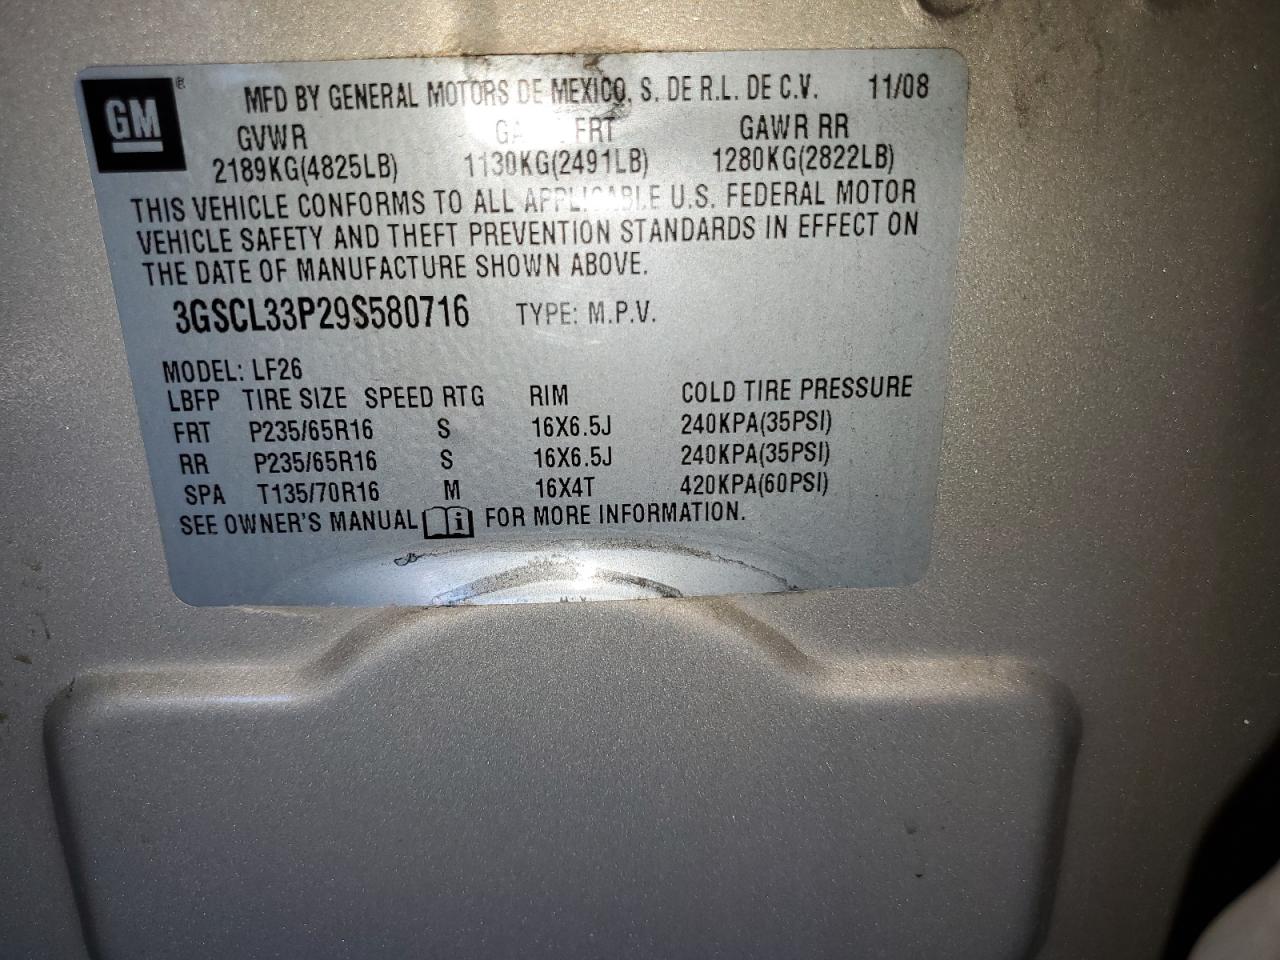 GM ® MFD BY GENERAL MOTORS DE MEXICO, S. DE R.L. DE C.V. 11/08
GVWR FRT GAWR RR
2189KG(4825LB) 1130KG(2491LB) 1280KG(2822LB)
THIS VEHICLE CONFORMS TO ALL APPLICABLE U.S. FEDERAL MOTOR
VEHICLE SAFETY AND THEFT PREVENTION STANDARDS IN EFFECT ON
THE DATE OF MANUFACTURE SHOWN ABOVE.
3GSCL33P29S580716 TYPE: M.P.V.
MODEL: LF26
LBFP TIRE SIZE SPEED RTG RIM COLD TIRE PRESSURE
FRT P235/65R16 S 16X6.5J 240KPA(35PSI)
RR P235/65R16 S 16X6.5J 240KPA(35PSI)
SPA T135/70R16 M 16X4T 420KPA(60PSI)
SEE OWNER'S MANUAL i FOR MORE INFORMATION.